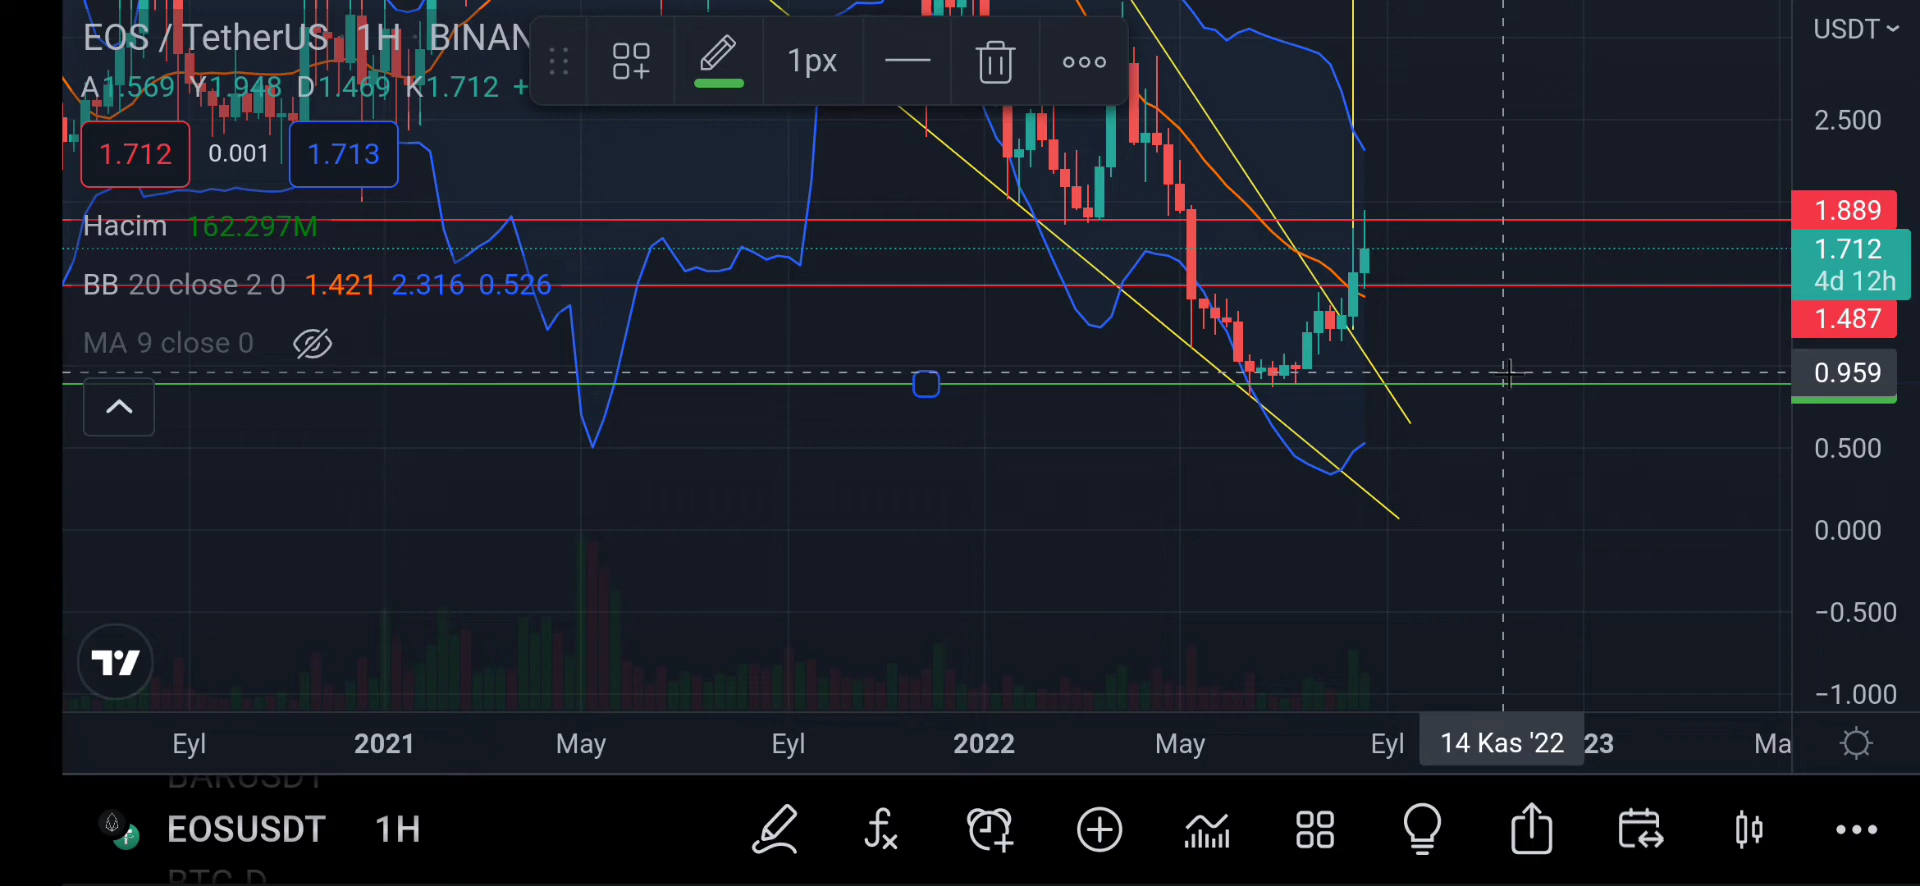 EOS / TetherUS 1H BINAN
1px
A1.569 Y1.948 D1.469 K1.712 +
1.712 0.001 1.713
Hacim 162.297M
BB 20 close 2 0 1.421 2.316 0.526
MA 9 close 0
USDT
2.500
1.889
1.712
4d 12h
1.487
0.959
0.500
0.000
−0.500
−1.000
Eyl 2021 May Eyl 2022 May Eyl 14 Kas '22 23 Ma
BARUSDT
EOSUSDT 1H
BTC.D